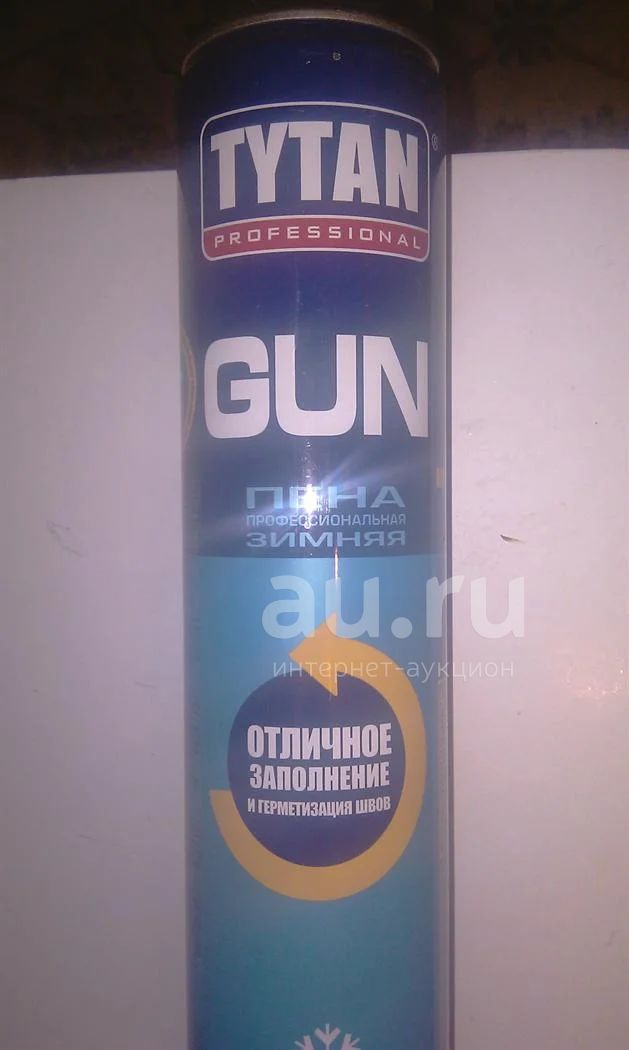 TYTAN
®
PROFESSIONAL
GUN
ПЕНА
ПРОФЕССИОНАЛЬНАЯ
ЗИМНЯЯ
au.ru
интернет-аукцион
ОТЛИЧНОЕ
ЗАПОЛНЕНИЕ
И ГЕРМЕТИЗАЦИЯ ШВОВ